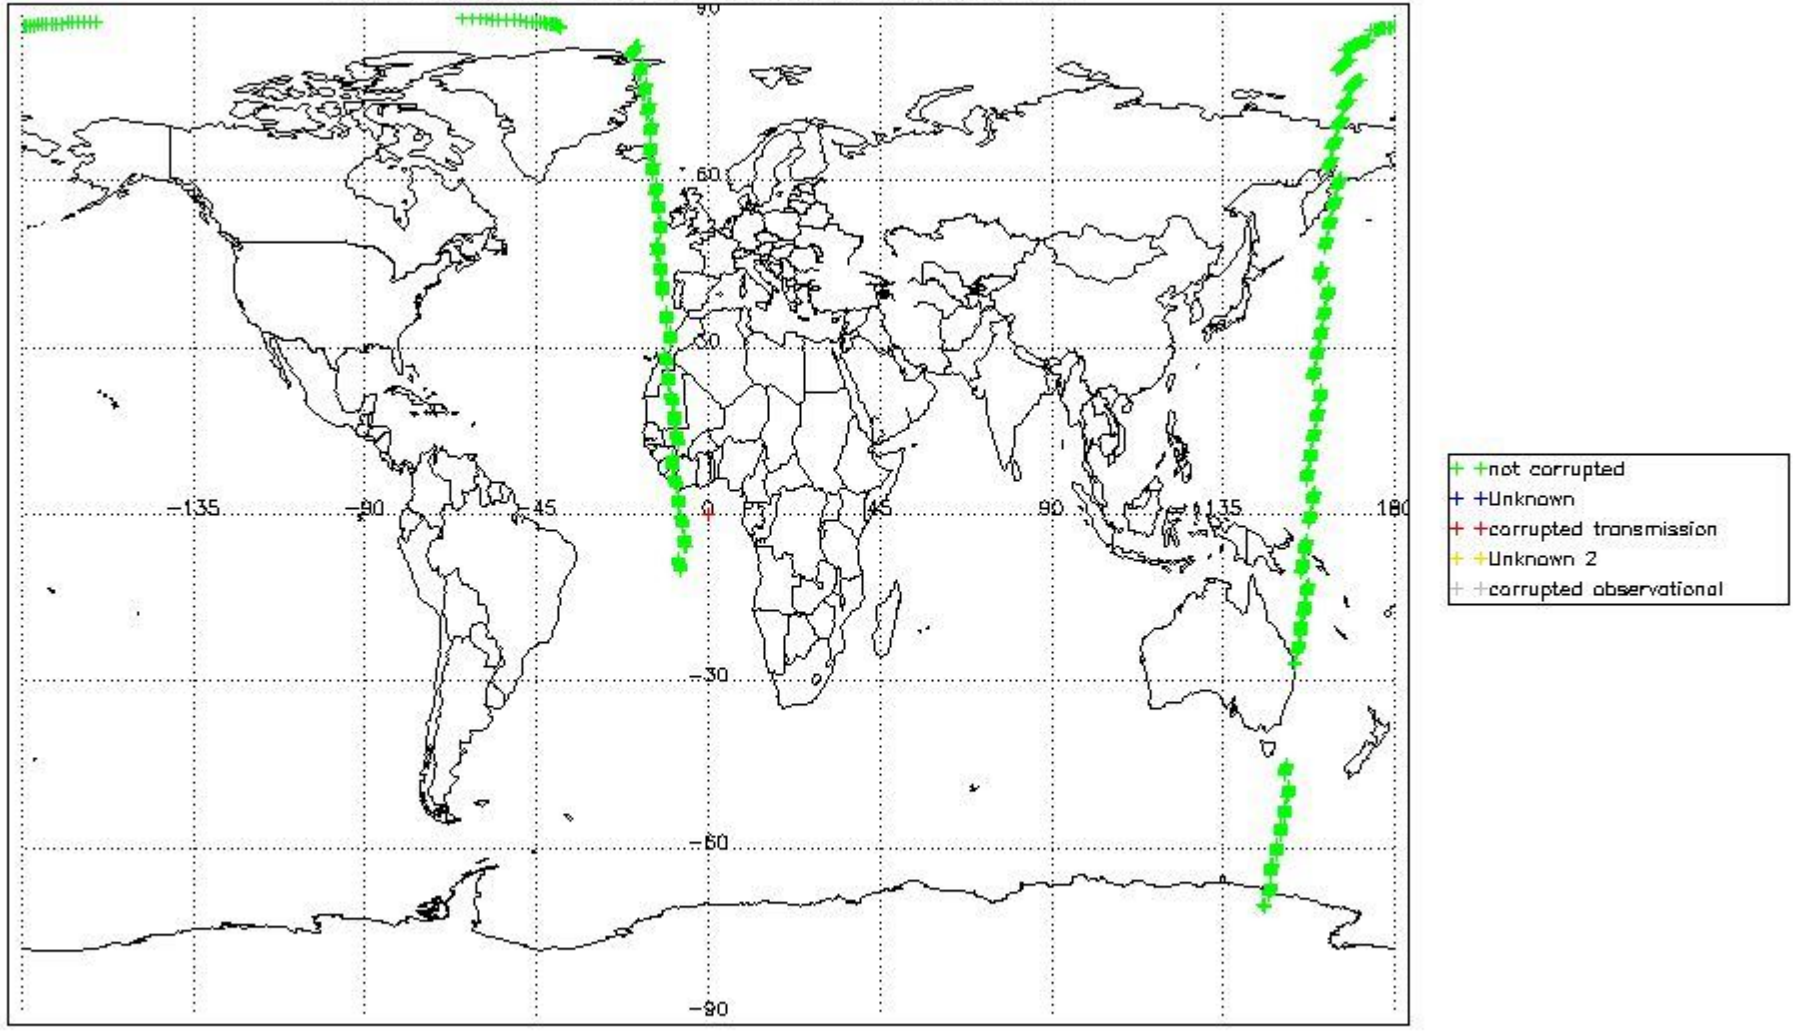 90
60
30
-135
-90
-45
0
45
90
135
180
-30
-60
-90
not corrupted
Unknown
corrupted transmission
Unknown 2
corrupted observational